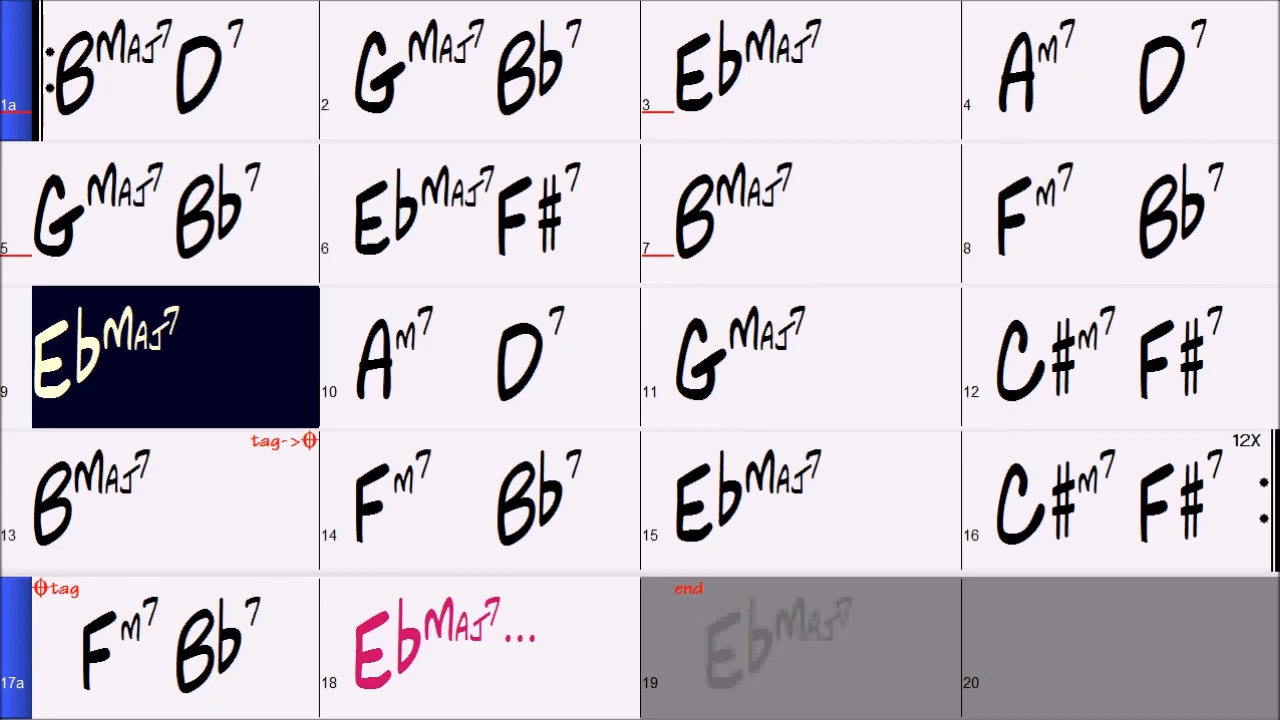 1a BMAJ7 D7 2 GMAJ7 Bb7 3 EbMAJ7 4 Am7 D7
5 GMAJ7 Bb7 6 EbMAJ7 F#7 7 BMAJ7 8 Fm7 Bb7
9 EbMAJ7 10 Am7 D7 11 GMAJ7 12 C#m7 F#7
tag-> 12X
13 BMAJ7 14 Fm7 Bb7 15 EbMAJ7 16 C#m7 F#7
tag end
17a Fm7 Bb7 18 EbMAJ7... 19 EbMAJ7 20